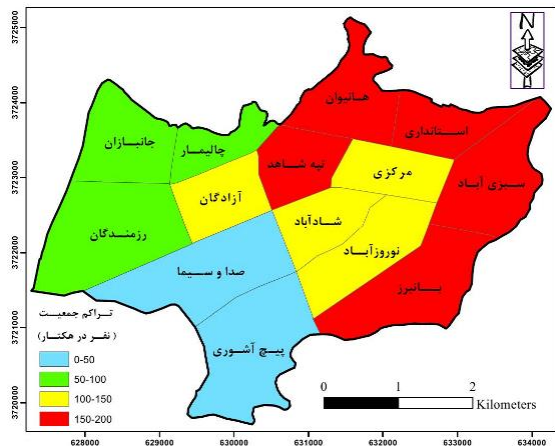 N
3725000
3724000
3723000
3722000
3721000
3720000
هانیوان
استانداری
جانبازان
چالیمار
تپه شاهد
مرکزی
سبزی آباد
آزادگان
شادآباد
رزمندگان
نوروزآباد
صدا و سیما
بانبرز
پیچ آشوری
تراکم جمعیت
(نفر در هکتار)
0-50
50-100
100-150
150-200
0 1 2
Kilometers
628000 629000 630000 631000 632000 633000 634000